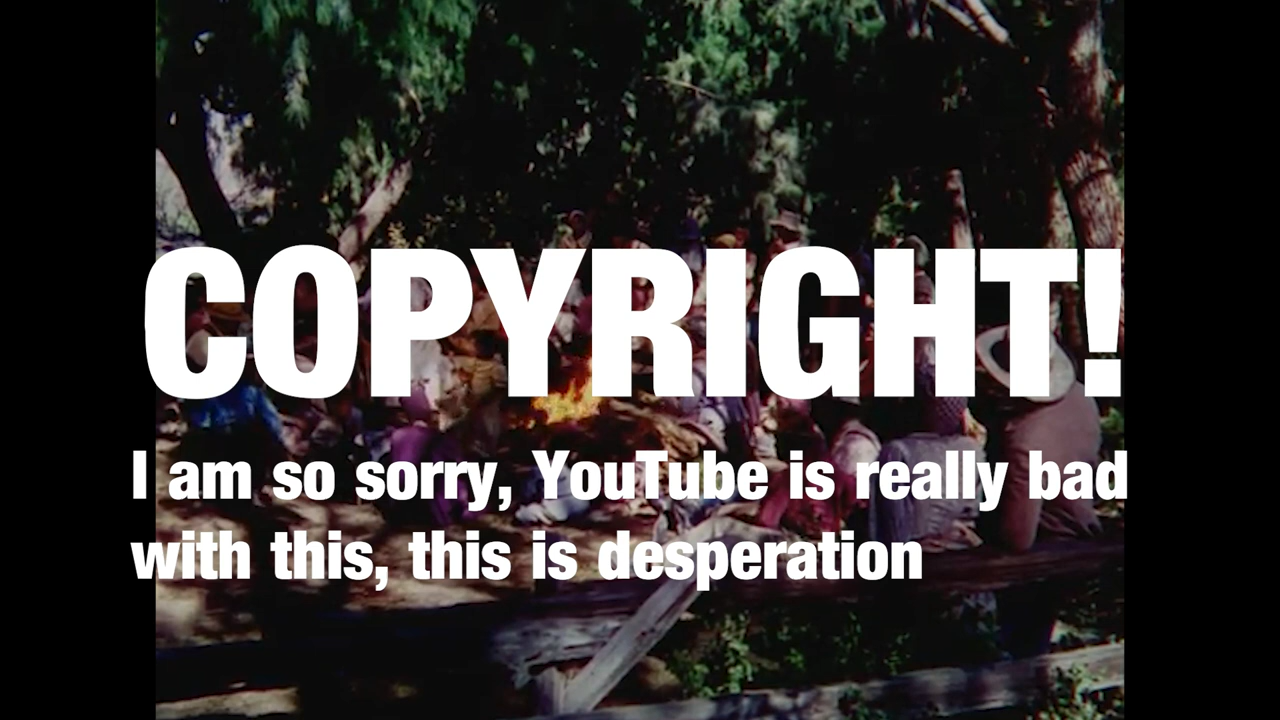 COPYRIGHT!
I am so sorry, YouTube is really bad
with this, this is desperation